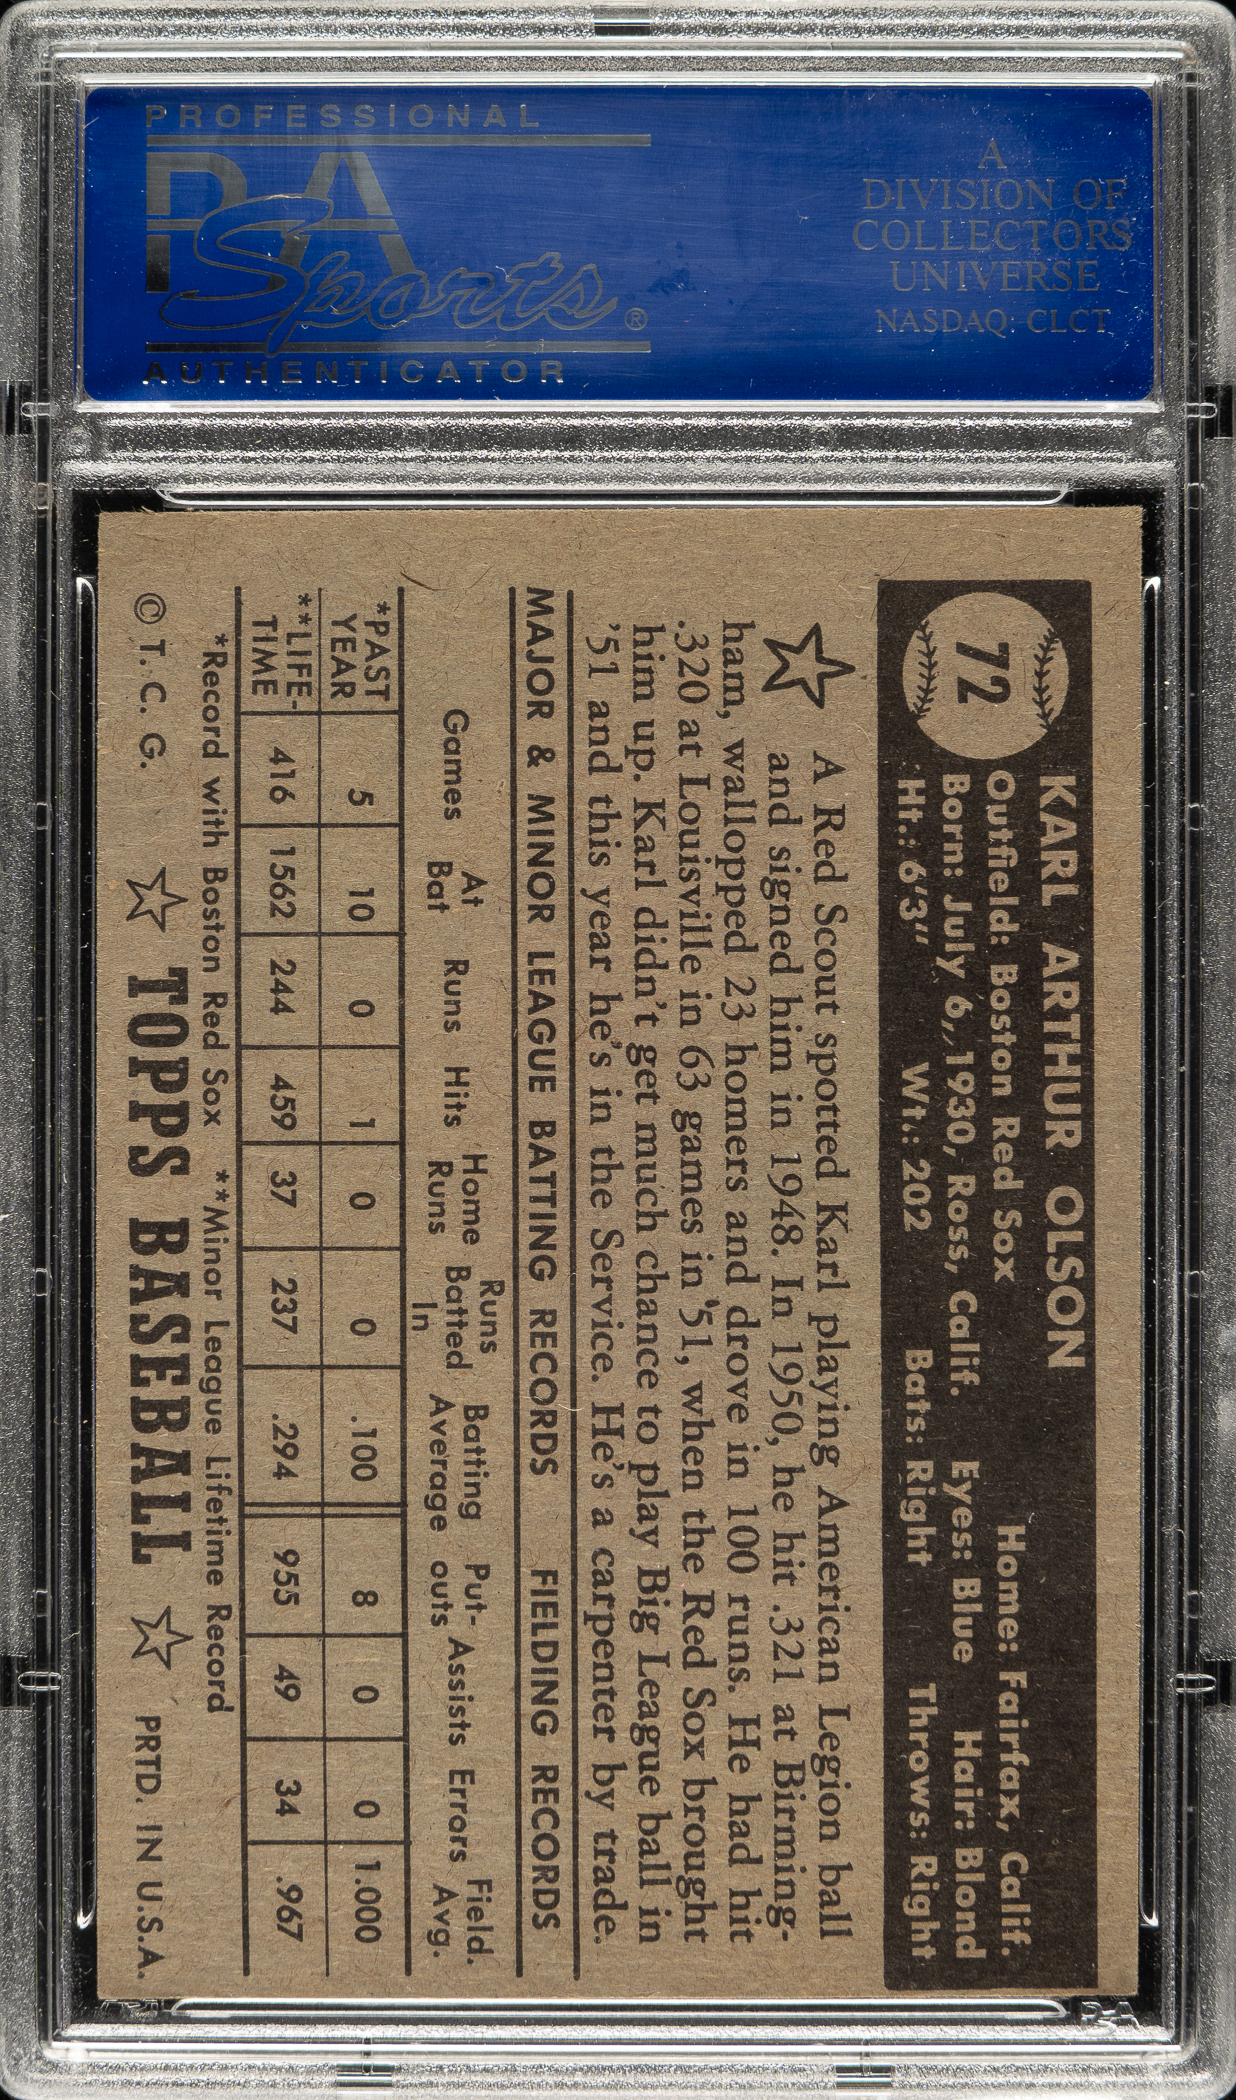 PROFESSIONAL
PSA
Sports®
AUTHENTICATOR
A
DIVISION OF
COLLECTORS
UNIVERSE
NASDAQ: CLCT
72
KARL ARTHUR OLSON
Outfield: Boston Red Sox Home: Fairfax, Calif.
Born: July 6,,1930, Ross, Calif. Eyes: Blue Hair: Blond
Ht.: 6'3" Wt.: 202 Bats: Right Throws: Right
A Red Scout spotted Karl playing American Legion ball
and signed him in 1948. In 1950, he hit .321 at Birming-
ham, walloped 23 homers and drove in 100 runs. He had hit
.320 at Louisville in 63 games in '51, when the Red Sox brought
him up. Karl didn't get much chance to play Big League ball in
'51 and this year he's in the Service. He's a carpenter by trade.
MAJOR & MINOR LEAGUE BATTING RECORDS FIELDING RECORDS
Games At Bat Runs Hits Home Runs Runs Batted In Batting Average Put-outs Assists Errors Field. Avg.
*PAST YEAR 5 10 0 1 0 0 .100 8 0 0 1.000
**LIFE-TIME 416 1562 244 459 37 237 .294 955 49 34 .967
*Record with Boston Red Sox **Minor League Lifetime Record
© T. C. G. TOPPS BASEBALL PRTD. IN U.S.A.
PSA